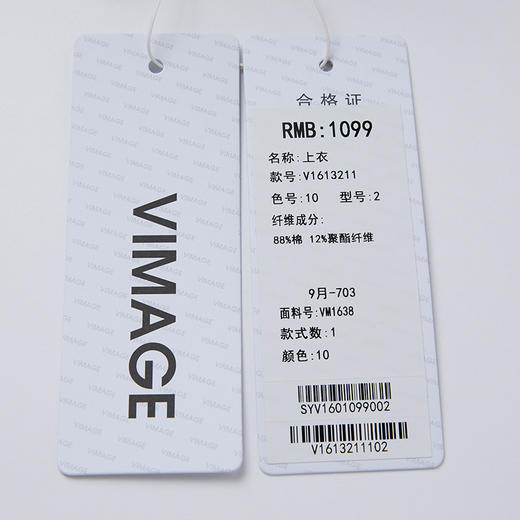 VIMAGE
合格证
RMB:1099
名称:上衣
款号:V1613211
色号:10 型号:2
纤维成分:
88%棉 12%聚酯纤维
9月-703
面料号:VM1638
款式数:1
颜色:10
SYV1601099002
V1613211102